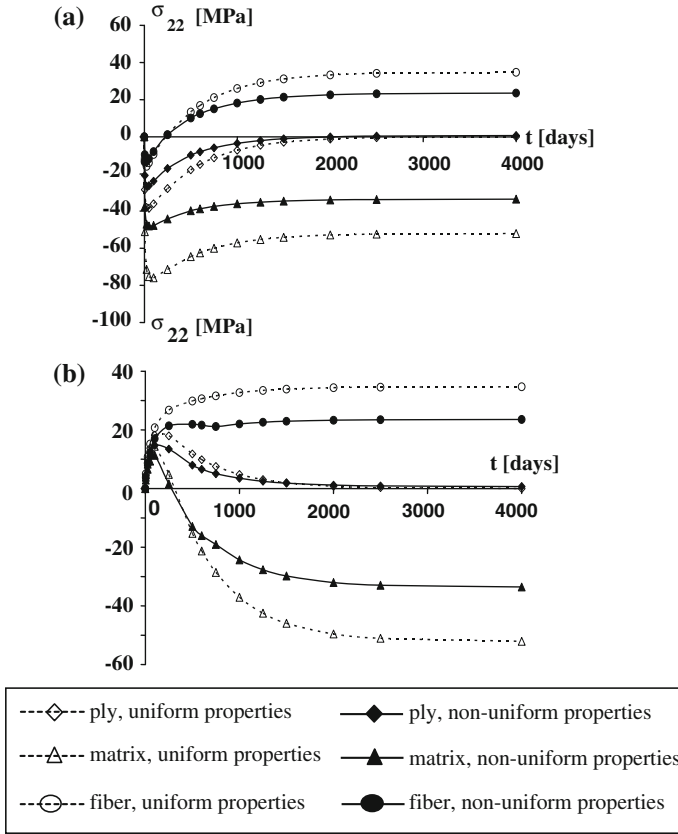 (a)
σ22 [MPa]
60
40
20
0
-20
-40
-60
-80
-100
1000
2000
3000
4000
t [days]
σ22 [MPa]
(b)
40
20
0
-20
-40
-60
t [days]
0
1000
2000
3000
4000
ply, uniform properties
ply, non-uniform properties
matrix, uniform properties
matrix, non-uniform properties
fiber, uniform properties
fiber, non-uniform properties